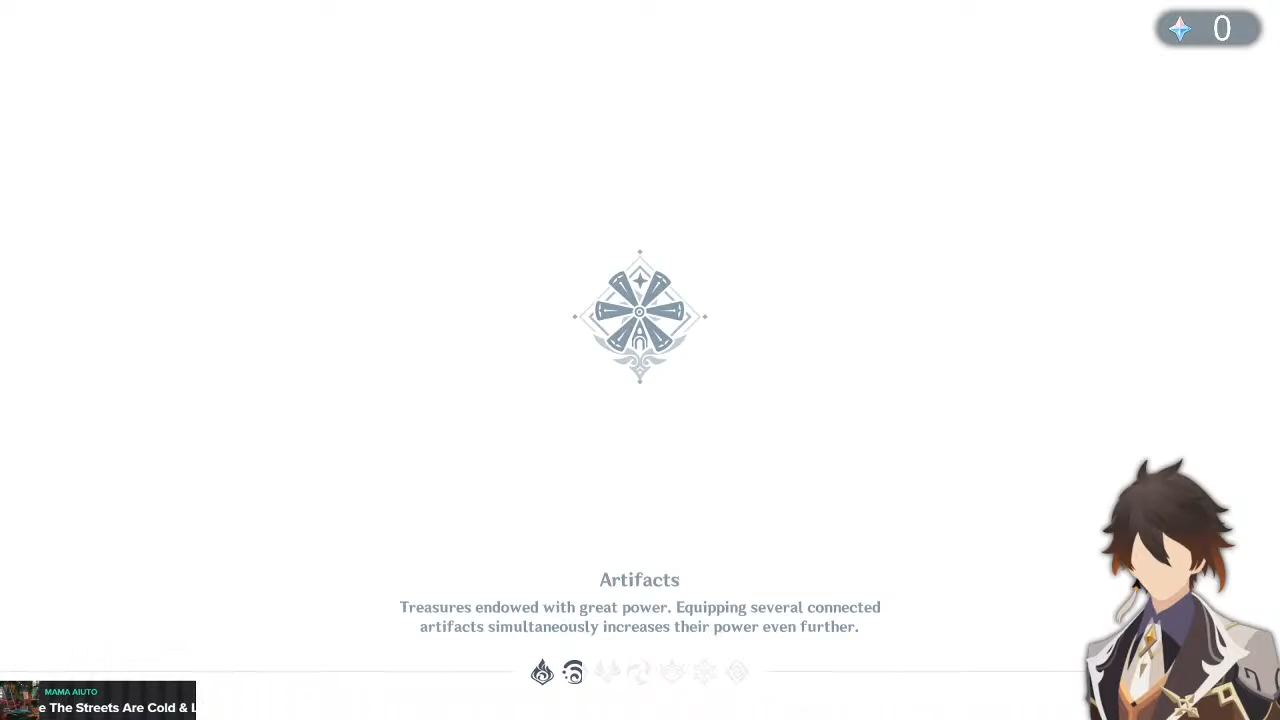 0
Artifacts
Treasures endowed with great power. Equipping several connected
artifacts simultaneously increases their power even further.
MAMA AIUTO
e The Streets Are Cold & L